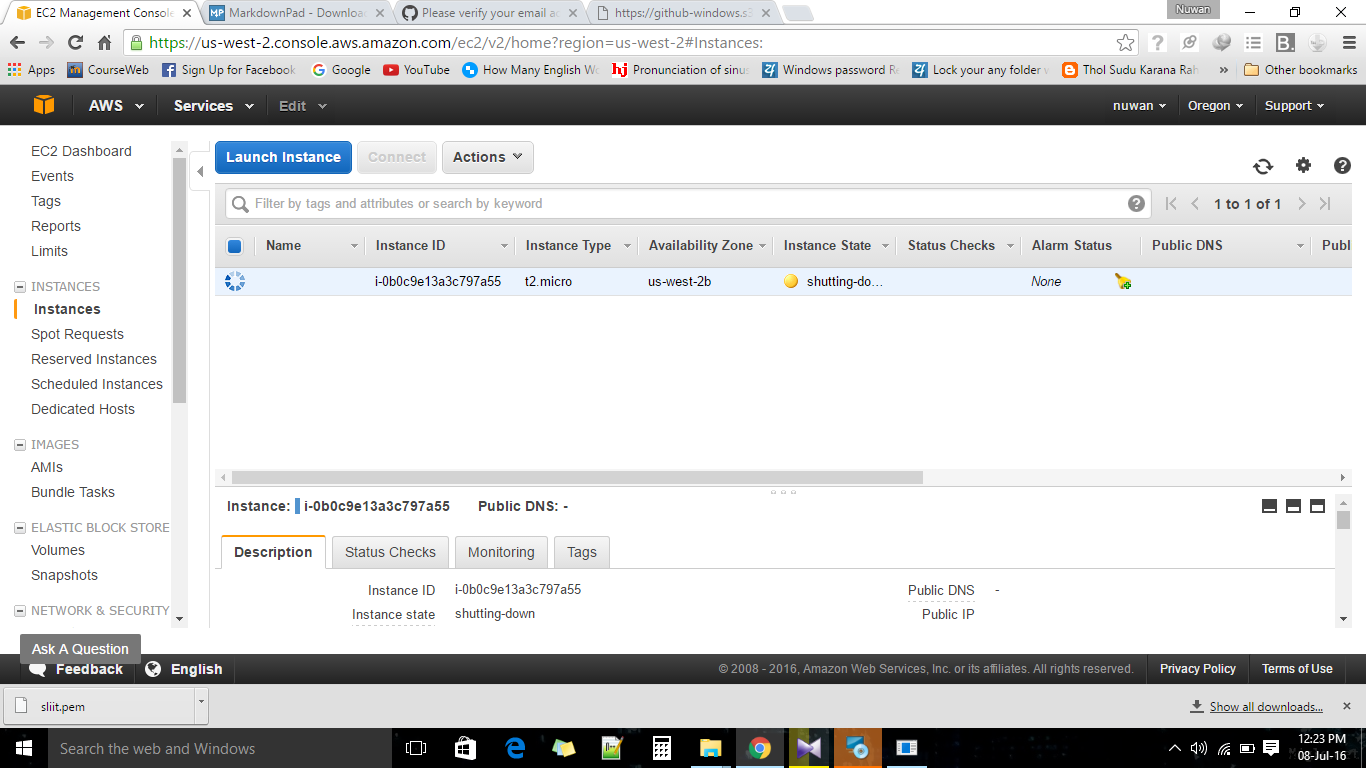 EC2 Management Console
MarkdownPad - Download
Please verify your email ad
https://github-windows.s3
Nuwan
https://us-west-2.console.aws.amazon.com/ec2/v2/home?region=us-west-2#Instances:
Apps
CourseWeb
Sign Up for Facebook
Google
YouTube
How Many English Wo
Pronunciation of sinus
Windows password Re
Lock your any folder w
Thol Sudu Karana Rah
»
Other bookmarks
AWS
Services
Edit
nuwan
Oregon
Support
EC2 Dashboard
Events
Tags
Reports
Limits
INSTANCES
Instances
Spot Requests
Reserved Instances
Scheduled Instances
Dedicated Hosts
IMAGES
AMIs
Bundle Tasks
ELASTIC BLOCK STORE
Volumes
Snapshots
NETWORK & SECURITY
Launch Instance
Connect
Actions
Filter by tags and attributes or search by keyword
1 to 1 of 1
Name
Instance ID
Instance Type
Availability Zone
Instance State
Status Checks
Alarm Status
Public DNS
Publ
i-0b0c9e13a3c797a55
t2.micro
us-west-2b
shutting-do…
None
Instance: i-0b0c9e13a3c797a55 Public DNS: -
Description
Status Checks
Monitoring
Tags
Instance ID i-0b0c9e13a3c797a55
Public DNS -
Instance state shutting-down
Public IP
Ask A Question
Feedback
English
© 2008 - 2016, Amazon Web Services, Inc. or its affiliates. All rights reserved.
Privacy Policy
Terms of Use
sliit.pem
Show all downloads...
Search the web and Windows
12:23 PM
08-Jul-16